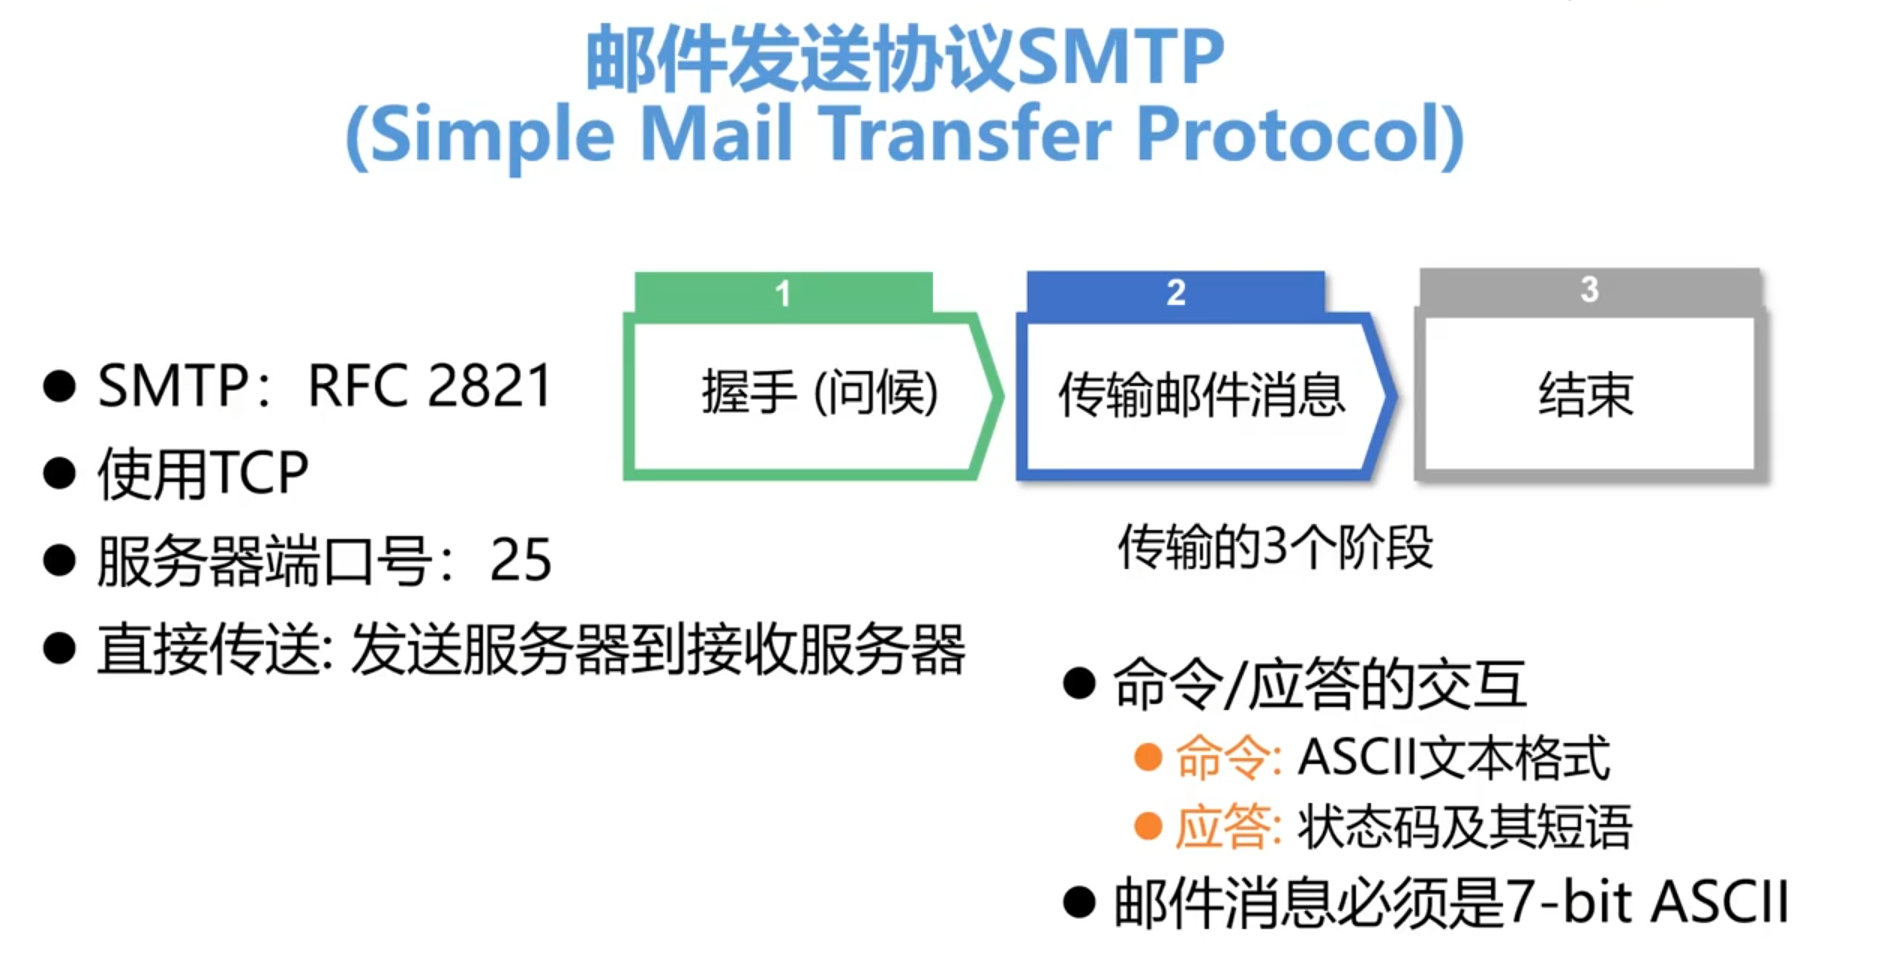 邮件发送协议SMTP
(Simple Mail Transfer Protocol)
1
2
3
握手 (问候)
传输邮件消息
结束
传输的3个阶段
● SMTP：RFC 2821
● 使用TCP
● 服务器端口号：25
● 直接传送: 发送服务器到接收服务器
● 命令/应答的交互
● 命令: ASCII文本格式
● 应答: 状态码及其短语
● 邮件消息必须是7-bit ASCII